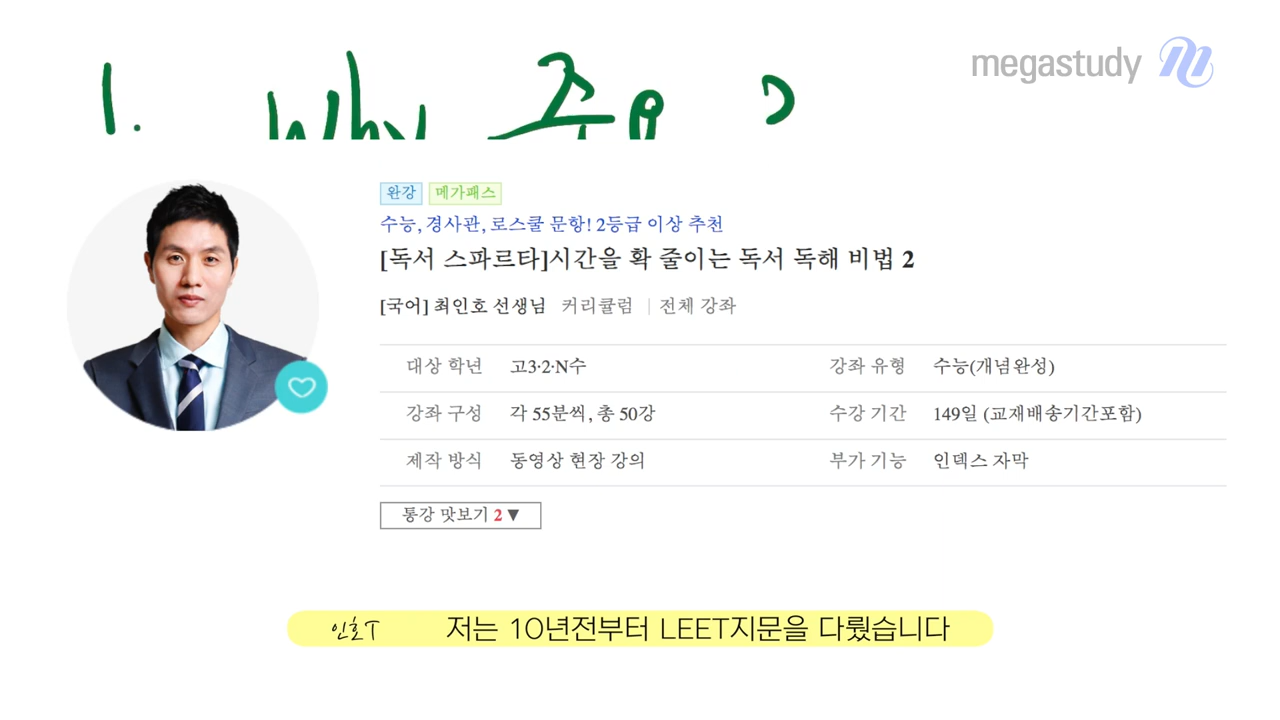 megastudy
1. Why 중요?
완강 메가패스
수능, 경사관, 로스쿨 문항! 2등급 이상 추천
[독서 스파르타]시간을 확 줄이는 독서 독해 비법 2
[국어] 최인호 선생님 커리큘럼 | 전체 강좌
대상 학년 고3·2·N수 강좌 유형 수능(개념완성)
강좌 구성 각 55분씩, 총 50강 수강 기간 149일 (교재배송기간포함)
제작 방식 동영상 현장 강의 부가 기능 인덱스 자막
통강 맛보기 2 ▼
인호T 저는 10년전부터 LEET지문을 다뤘습니다